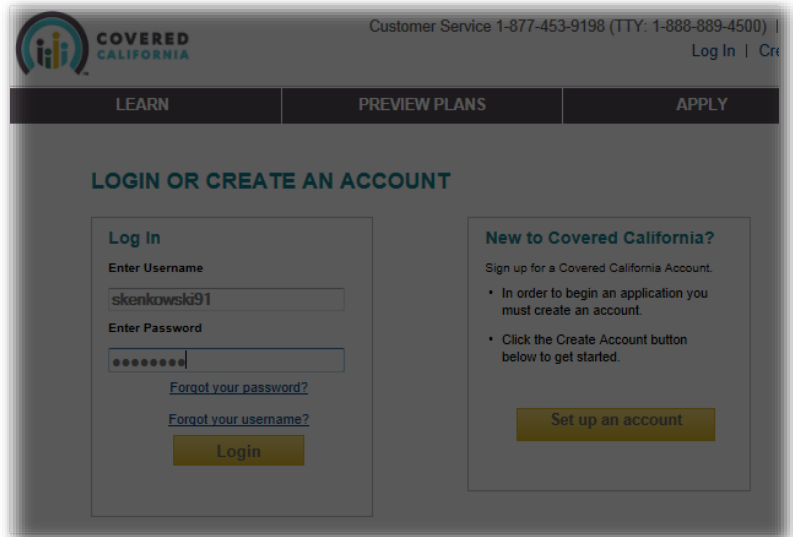 COVERED
CALIFORNIA
Customer Service 1-877-453-9198 (TTY: 1-888-889-4500) |
Log In | Cre
LEARN
PREVIEW PLANS
APPLY
LOGIN OR CREATE AN ACCOUNT
Log In
Enter Username
skenkowski91
Enter Password
Forgot your password?
Forgot your username?
Login
New to Covered California?
Sign up for a Covered California Account.
• In order to begin an application you
must create an account.
• Click the Create Account button
below to get started.
Set up an account